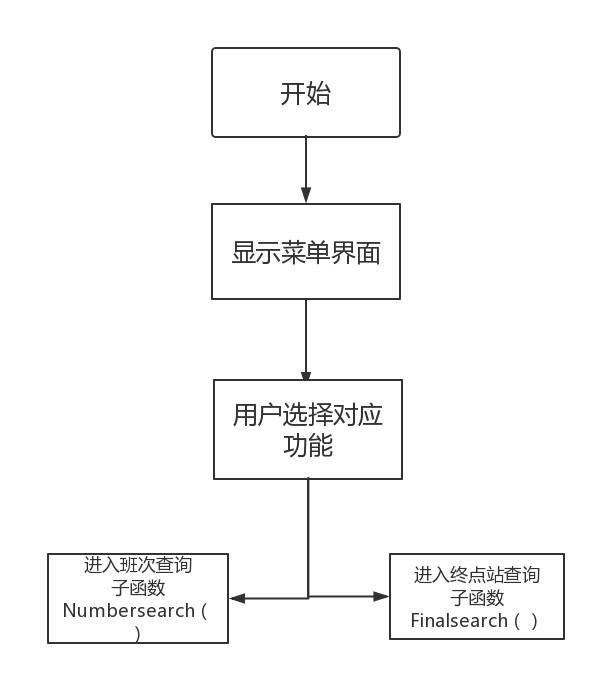 开始
显示菜单界面
用户选择对应
功能
进入班次查询
子函数
Numbersearch（
）
进入终点站查询
子函数
Finalsearch（ ）